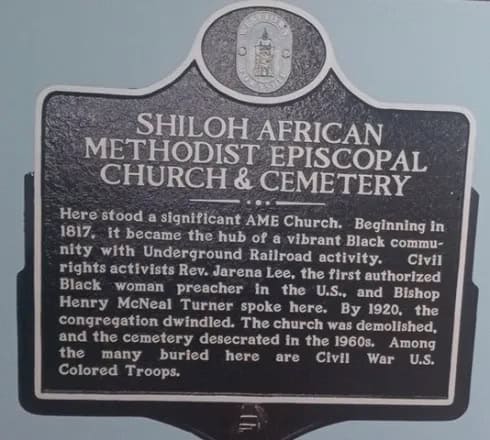 SHILOH AFRICAN
METHODIST EPISCOPAL
CHURCH & CEMETERY
Here stood a significant AME Church. Beginning in
1817, it became the hub of a vibrant Black commu-
nity with Underground Railroad activity. Civil
rights activists Rev. Jarena Lee, the first authorized
Black woman preacher in the U.S., and Bishop
Henry McNeal Turner spoke here. By 1920, the
congregation dwindled. The church was demolished,
and the cemetery desecrated in the 1960s. Among
the many buried here are Civil War U.S.
Colored Troops.